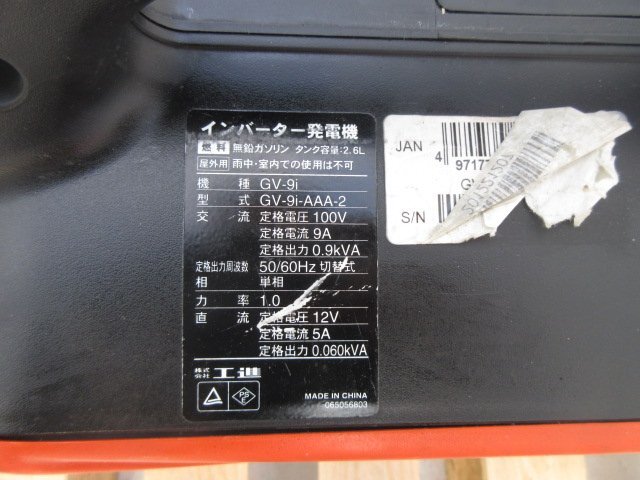 インバーター発電機
燃料 無鉛ガソリン タンク容量-2.6L
屋外用 雨中・室内での使用は不可
機種 GV-9i
型式 GV-9i-AAA-2
交流 定格電圧 100V
定格電流 9A
定格出力 0.9kVA
定格出力周波数 50/60Hz 切替式
相 単相
力率 1.0
直流 定格電圧 12V
定格電流 5A
定格出力 0.060kVA
株式会社 工進
PS E
MADE IN CHINA
065056803
JAN
4 9717
S/N